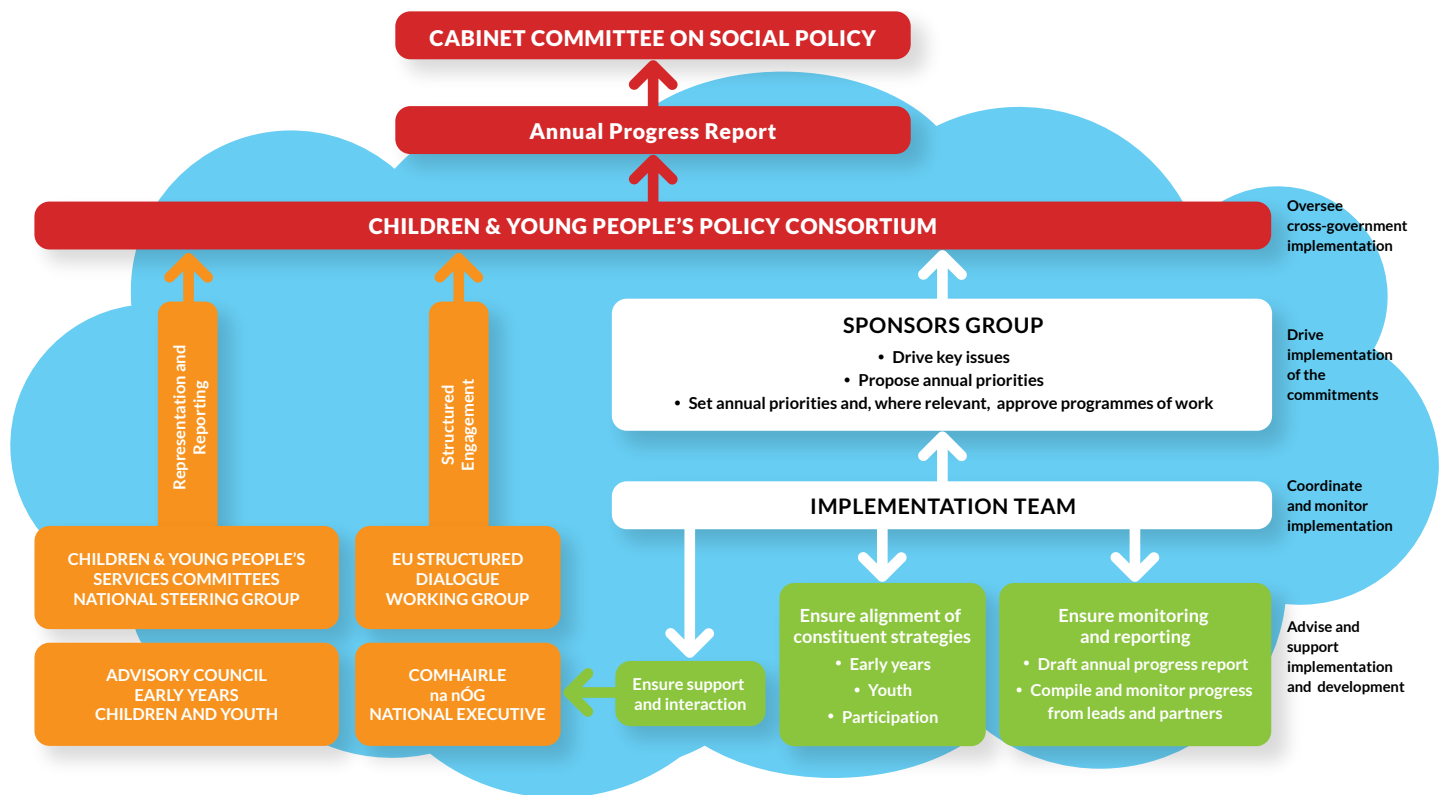 CABINET COMMITTEE ON SOCIAL POLICY
Annual Progress Report
CHILDREN & YOUNG PEOPLE’S POLICY CONSORTIUM
Oversee
cross-government
implementation
Representation and
Reporting
Structured
Engagement
SPONSORS GROUP
• Drive key issues
• Propose annual priorities
• Set annual priorities and, where relevant, approve programmes of work
Drive
implementation
of the
commitments
IMPLEMENTATION TEAM
Coordinate
and monitor
implementation
CHILDREN & YOUNG PEOPLE’S
SERVICES COMMITTEES
NATIONAL STEERING GROUP
EU STRUCTURED
DIALOGUE
WORKING GROUP
ADVISORY COUNCIL
EARLY YEARS
CHILDREN AND YOUTH
COMHAIRLE
na nÓG
NATIONAL EXECUTIVE
Ensure support
and interaction
Ensure alignment of
constituent strategies
• Early years
• Youth
• Participation
Ensure monitoring
and reporting
• Draft annual progress report
• Compile and monitor progress
from leads and partners
Advise and
support
implementation
and development